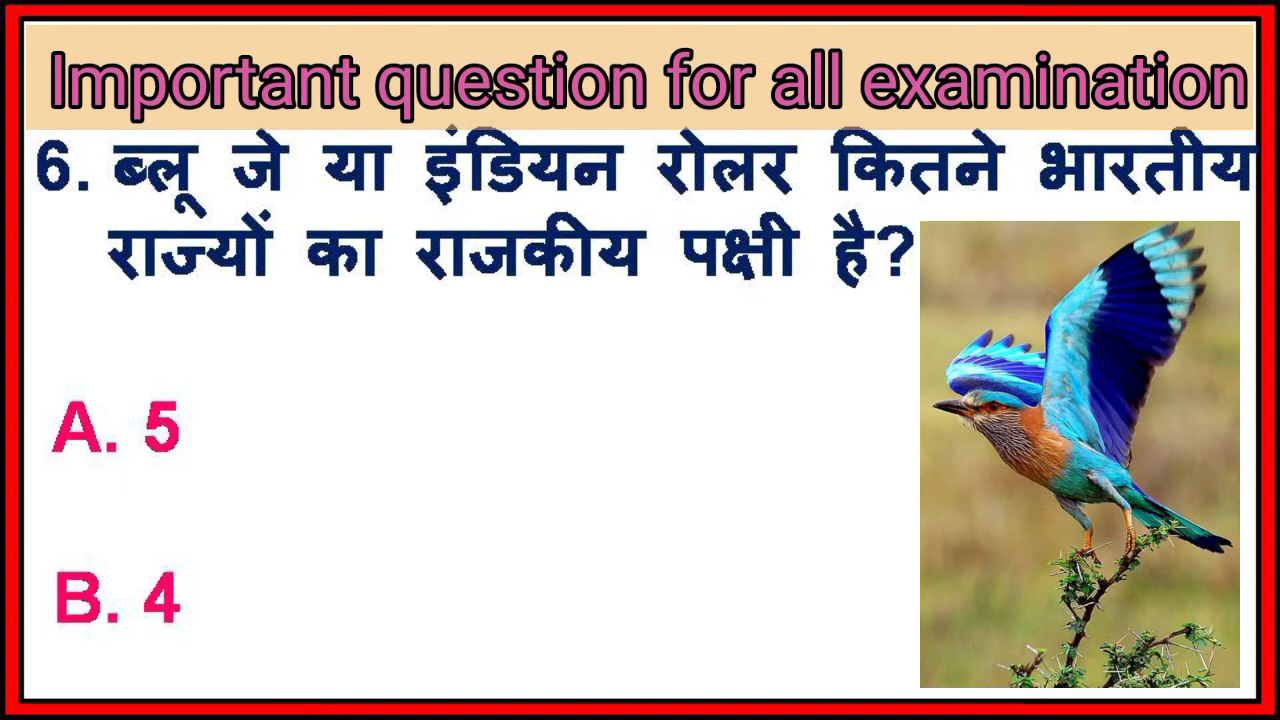 Important question for all examination
6. ब्लू जे या इंडियन रोलर कितने भारतीय
राज्यों का राजकीय पक्षी है?
A. 5
B. 4